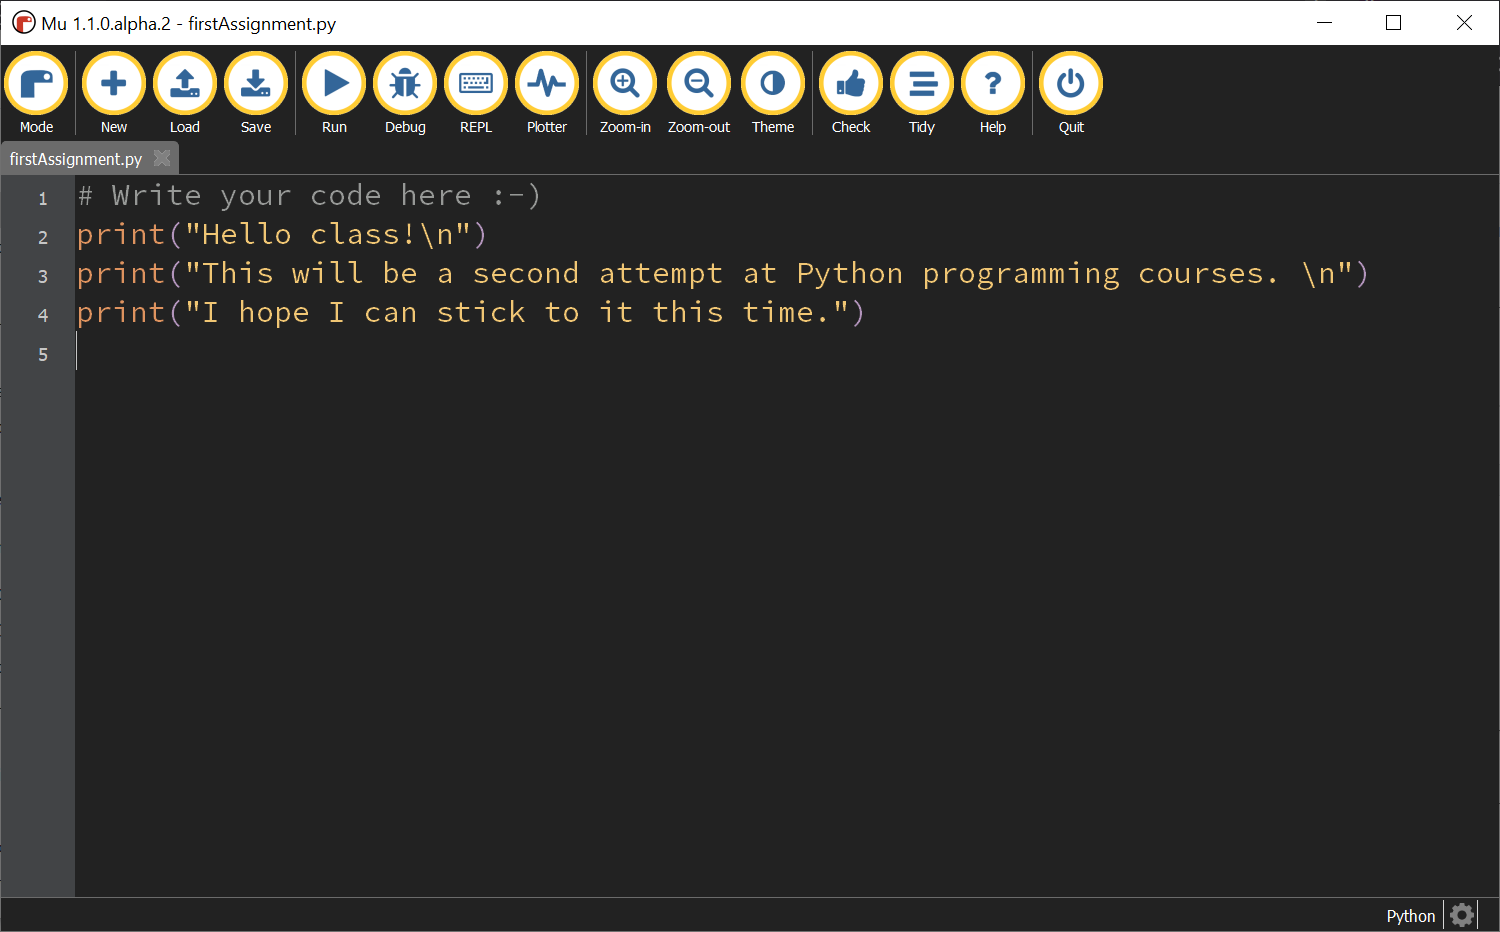 Mu 1.1.0.alpha.2 - firstAssignment.py
Mode New Load Save Run Debug REPL Plotter Zoom-in Zoom-out Theme Check Tidy Help Quit
firstAssignment.py
1 # Write your code here :-)
2 print("Hello class!\n")
3 print("This will be a second attempt at Python programming courses. \n")
4 print("I hope I can stick to it this time.")
5
Python